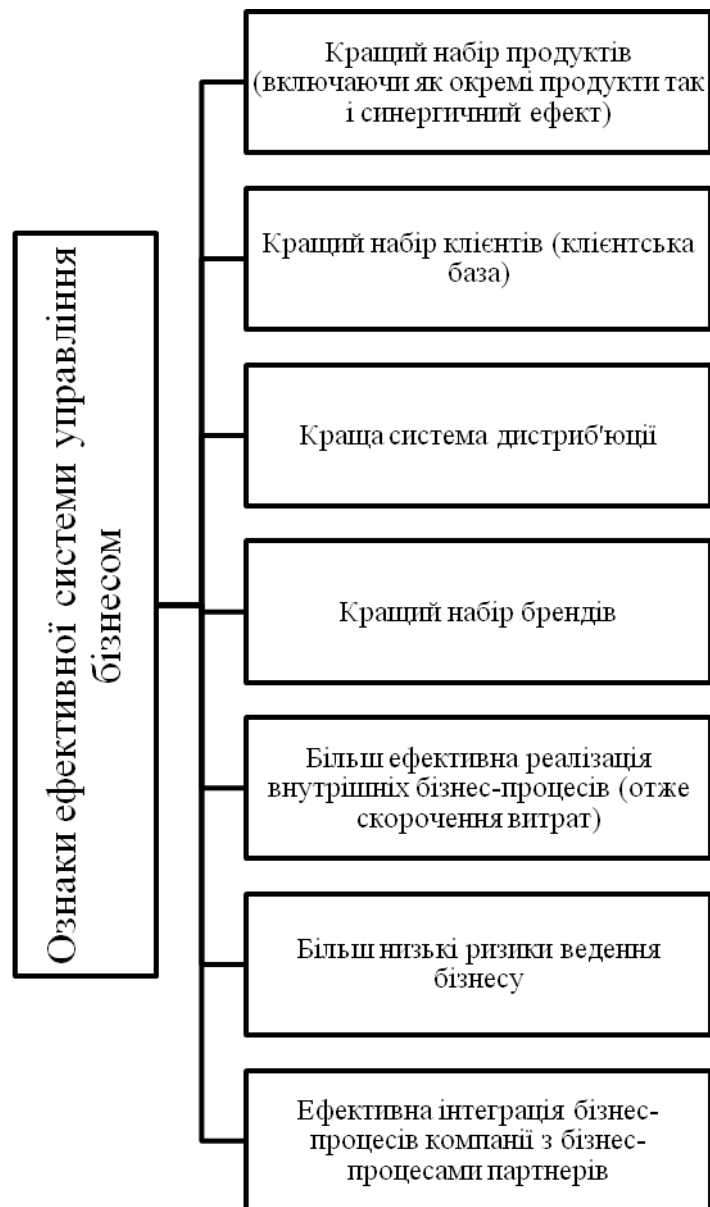 Ознаки ефективної системи управління
бізнесом
Кращий набір продуктів
(включаючи як окремі продукти так
і синергичний ефект)
Кращий набір клієнтів (клієнтська
база)
Краща система дистриб'юції
Кращий набір брендів
Більш ефективна реалізація
внутрішніх бізнес-процесів (отже
скорочення витрат)
Більш низькі ризики ведення
бізнесу
Ефективна інтеграція бізнес-
процесів компанії з бізнес-
процесами партнерів